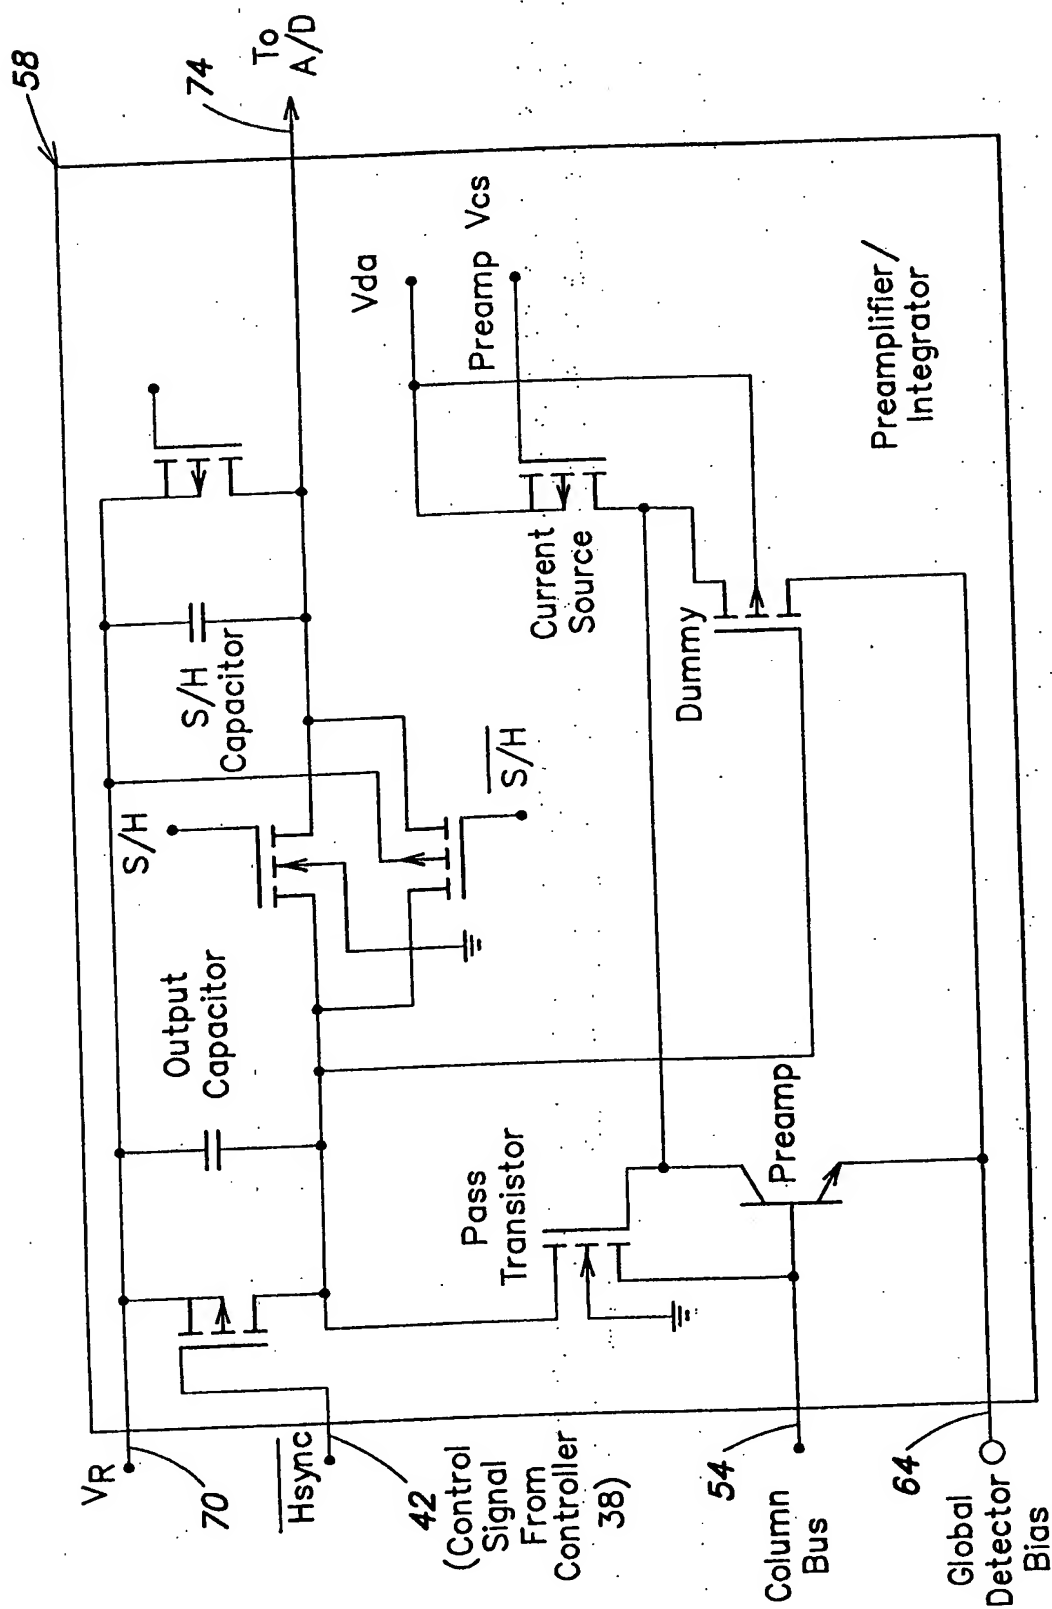 58
74
To
A/D
Vda
Preamp Vcs
S/H
Capacitor
Current
Source
Preamplifier/
Integrator
S/H
S/H
Dummy
Output
Capacitor
Pass
Transistor
Preamp
VR
70
Hsync
42
(Control
Signal
From
Controller
38)
54
Column
Bus
64
Global
Detector
Bias